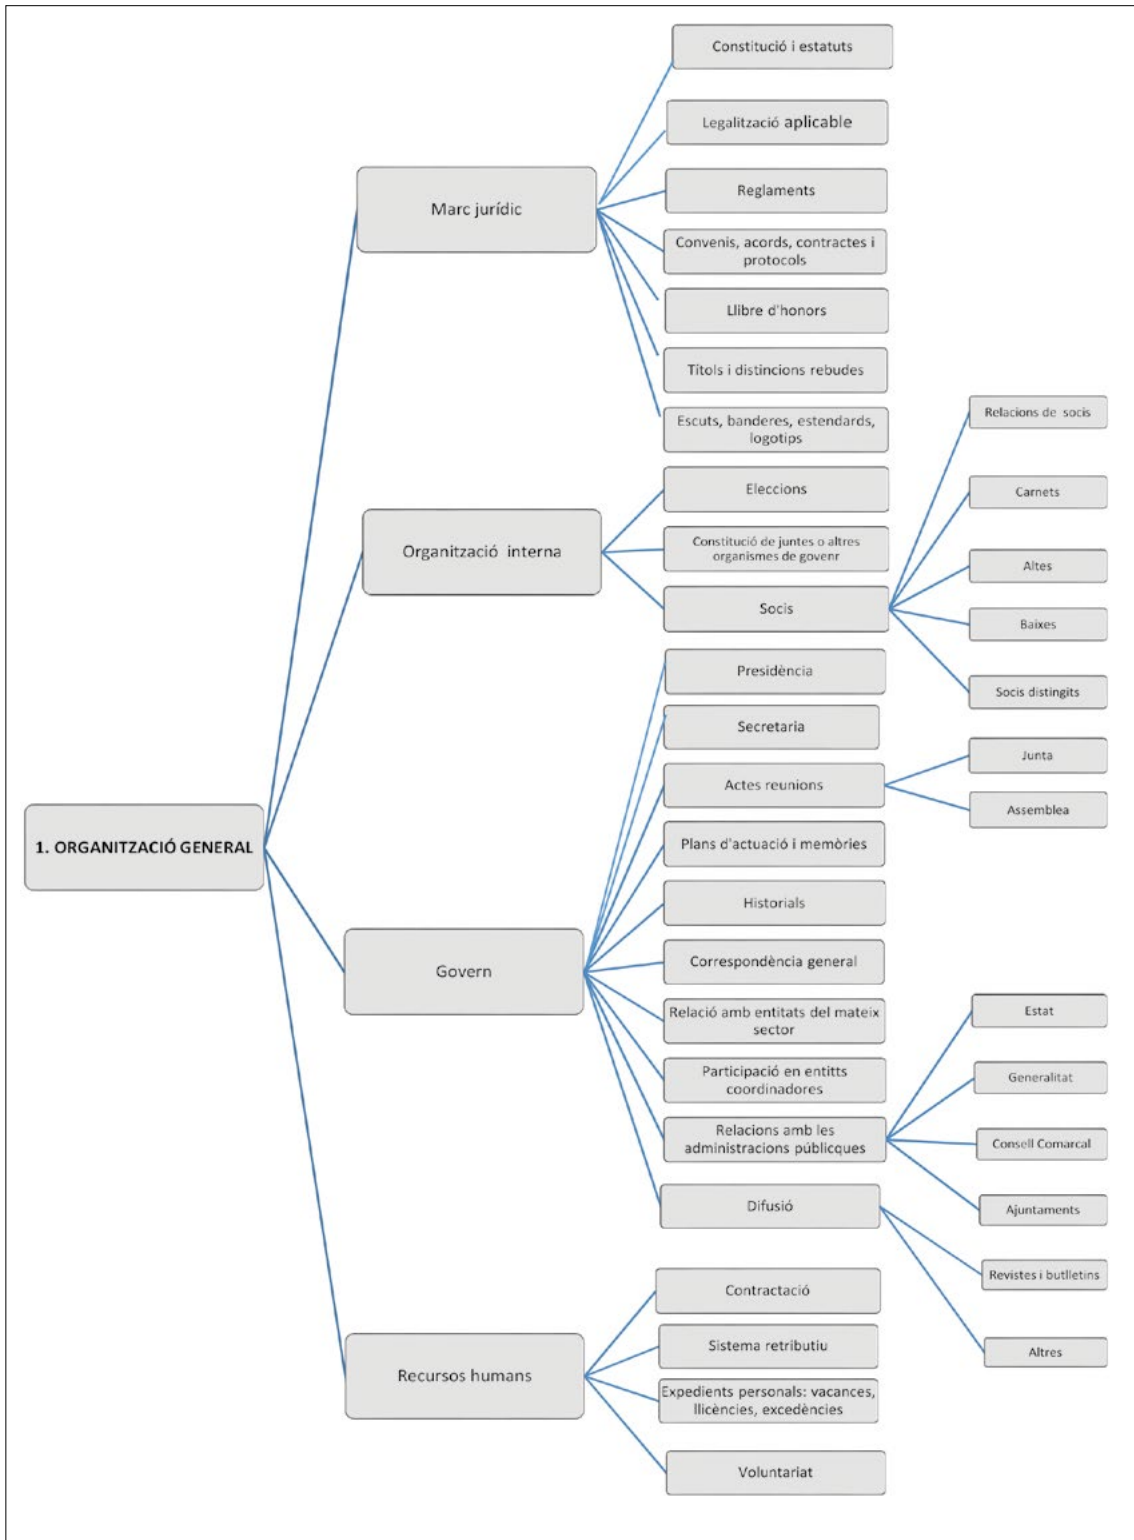 1. ORGANITZACIÓ GENERAL
Marc jurídic
Constitució i estatuts
Legalització aplicable
Reglaments
Convenis, acords, contractes i
protocols
Llibre d'honors
Títols i distincions rebudes
Escuts, banderes, estendards,
logotips
Organització interna
Eleccions
Constitució de juntes o altres
organismes de govenr
Socis
Relacions de socis
Carnets
Altes
Baixes
Socis distingits
Govern
Presidència
Secretaria
Actes reunions
Junta
Assemblea
Plans d'actuació i memòries
Historials
Correspondència general
Relació amb entitats del mateix
sector
Participació en entitts
coordinadores
Relacions amb les
administracions públicques
Estat
Generalitat
Consell Comarcal
Ajuntaments
Difusió
Revistes i butlletins
Altres
Recursos humans
Contractació
Sistema retributiu
Expedients personals: vacances,
llicències, excedències
Voluntariat